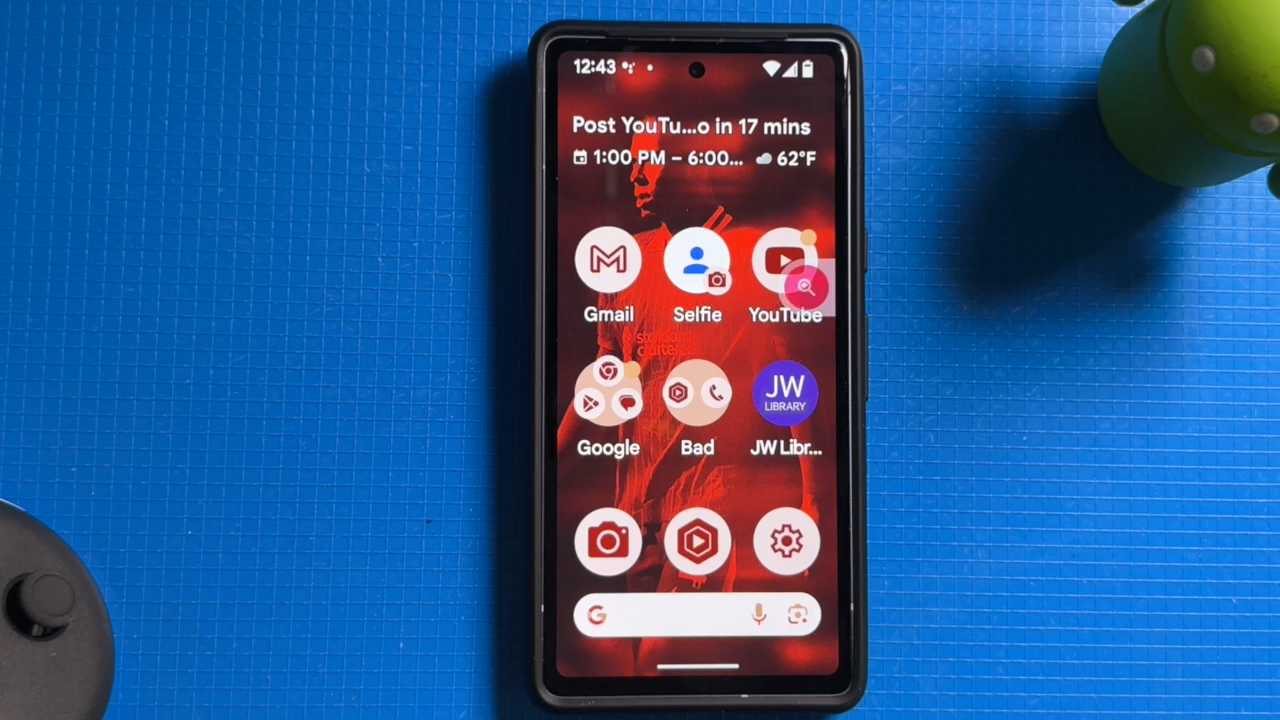 12:43
Post YouTu...o in 17 mins
1:00 PM – 6:00... 62°F
Gmail Selfie YouTube
Google Bad JW Libr...
JW
LIBRARY
G